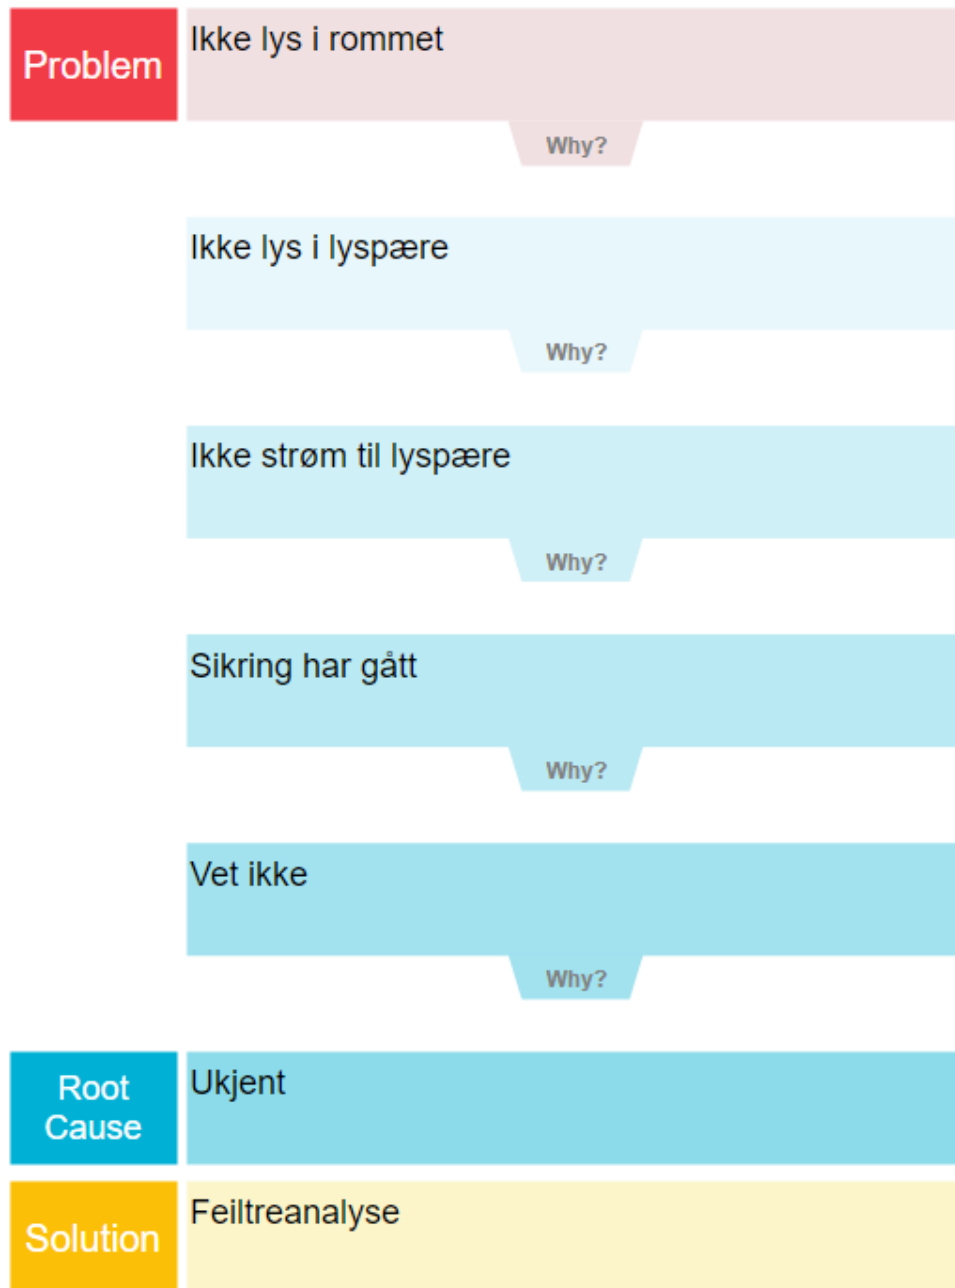 Problem
Ikke lys i rommet
Why?
Ikke lys i lyspære
Why?
Ikke strøm til lyspære
Why?
Sikring har gått
Why?
Vet ikke
Why?
Root
Cause
Ukjent
Solution
Feiltreanalyse